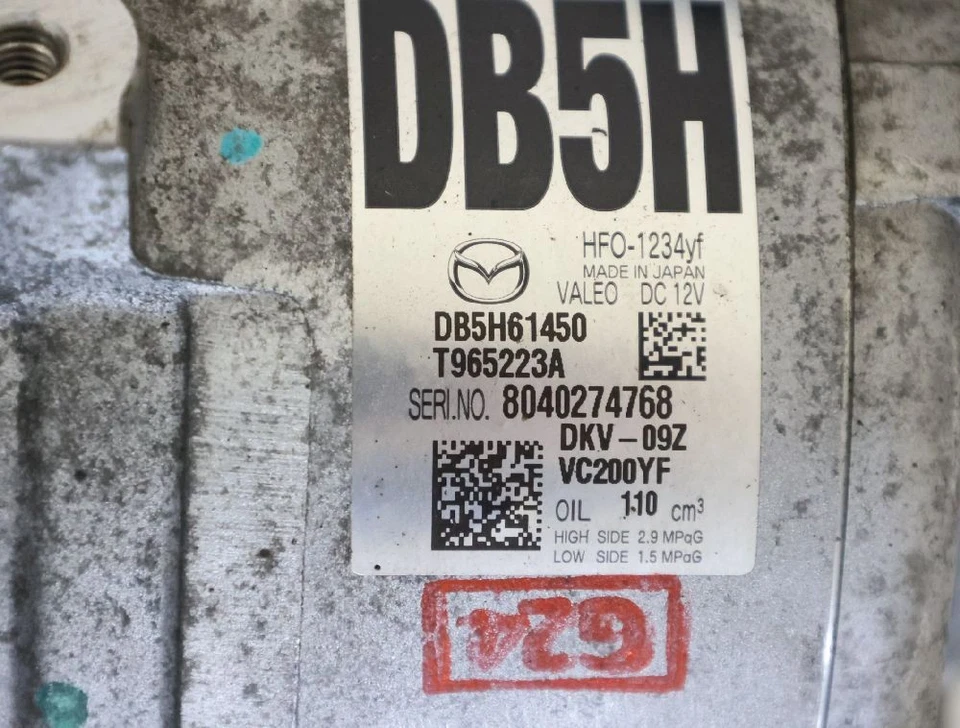 DB5H
HFO-1234yf
MADE IN JAPAN
VALEO DC 12V
DB5H61450
T965223A
SERI.NO. 8040274768
DKV-09Z
VC200YF
OIL 110 cm³
HIGH SIDE 2.9 MPaG
LOW SIDE 1.5 MPaG